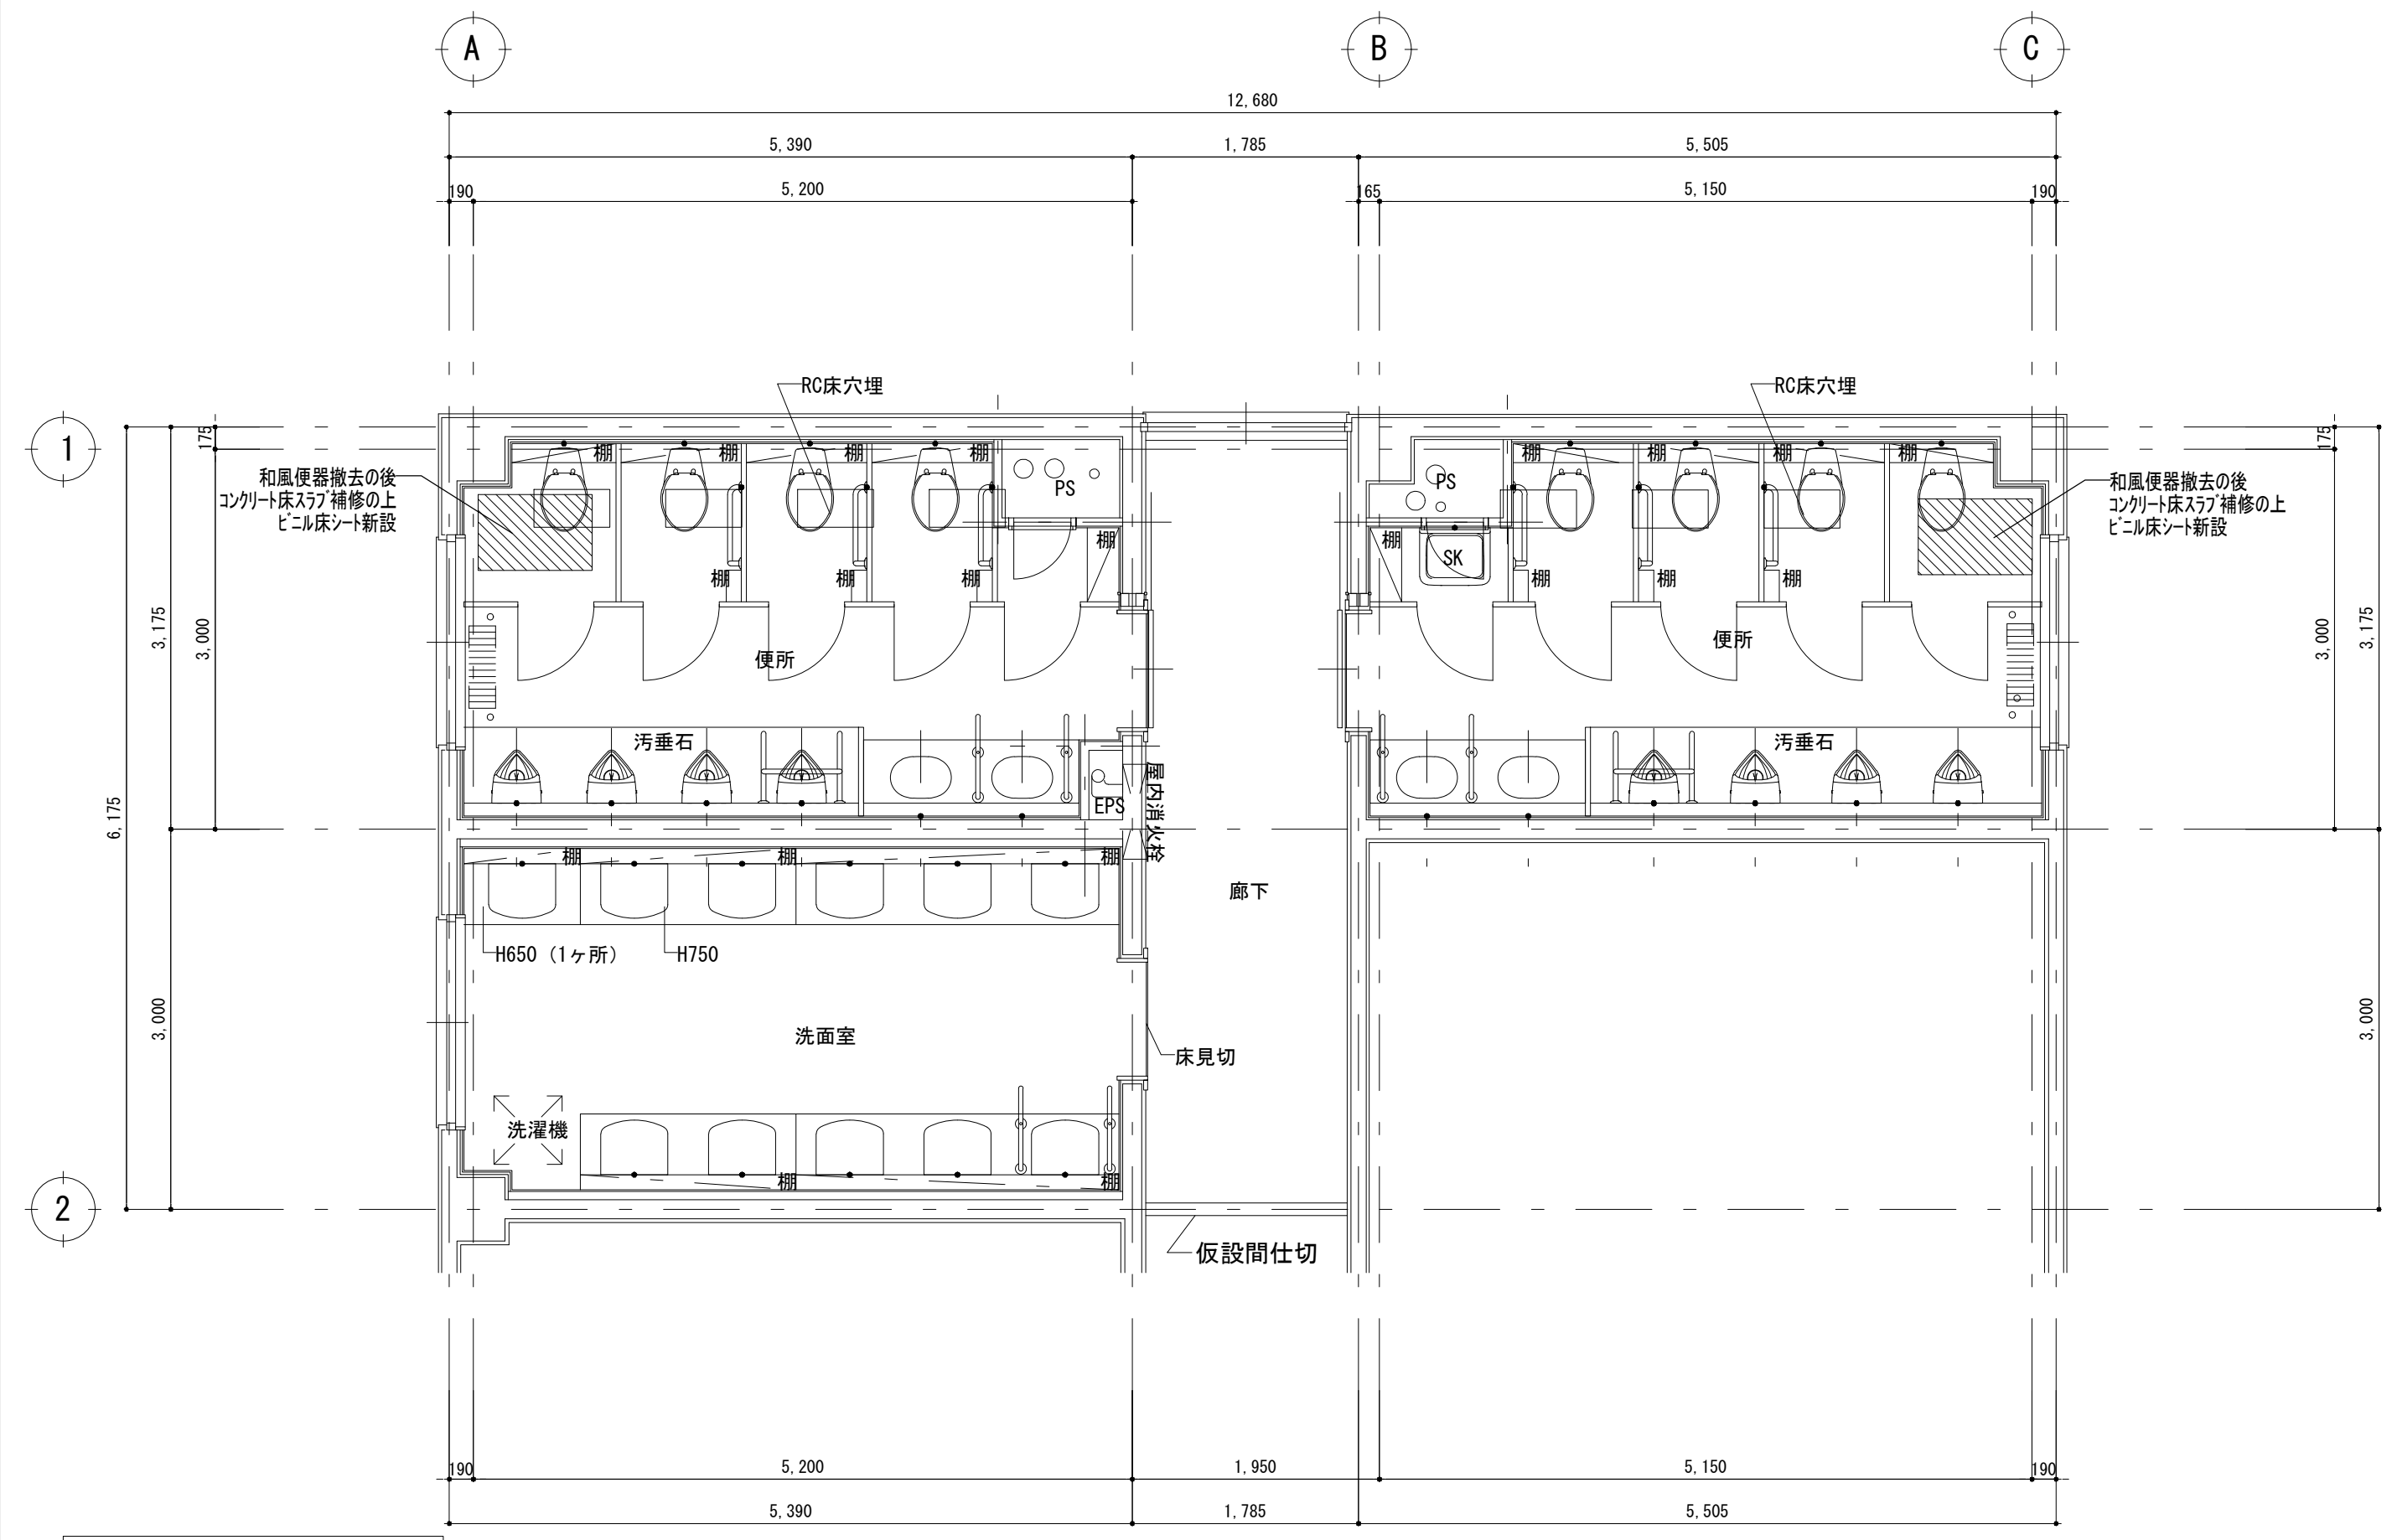 A
B
C
12,680
5,390
1,785
5,505
190
5,200
165
5,150
190
RC床穴埋
RC床穴埋
1
175
175
棚
棚
棚
棚
PS
PS
棚
棚
棚
棚
和風便器撤去の後
コンクリート床スラブ補修の上
ビニル床シート新設
和風便器撤去の後
コンクリート床スラブ補修の上
ビニル床シート新設
棚
棚
SK
棚
棚
棚
棚
棚
棚
3,175
3,000
便所
便所
3,000
3,175
汚垂石
汚垂石
EPS
屋内消火栓
6,175
棚
棚
棚
廊下
H650（1ヶ所）
H750
3,000
洗面室
床見切
3,000
洗濯機
棚
棚
2
仮設間仕切
190
5,200
1,950
5,150
190
5,390
1,785
5,505